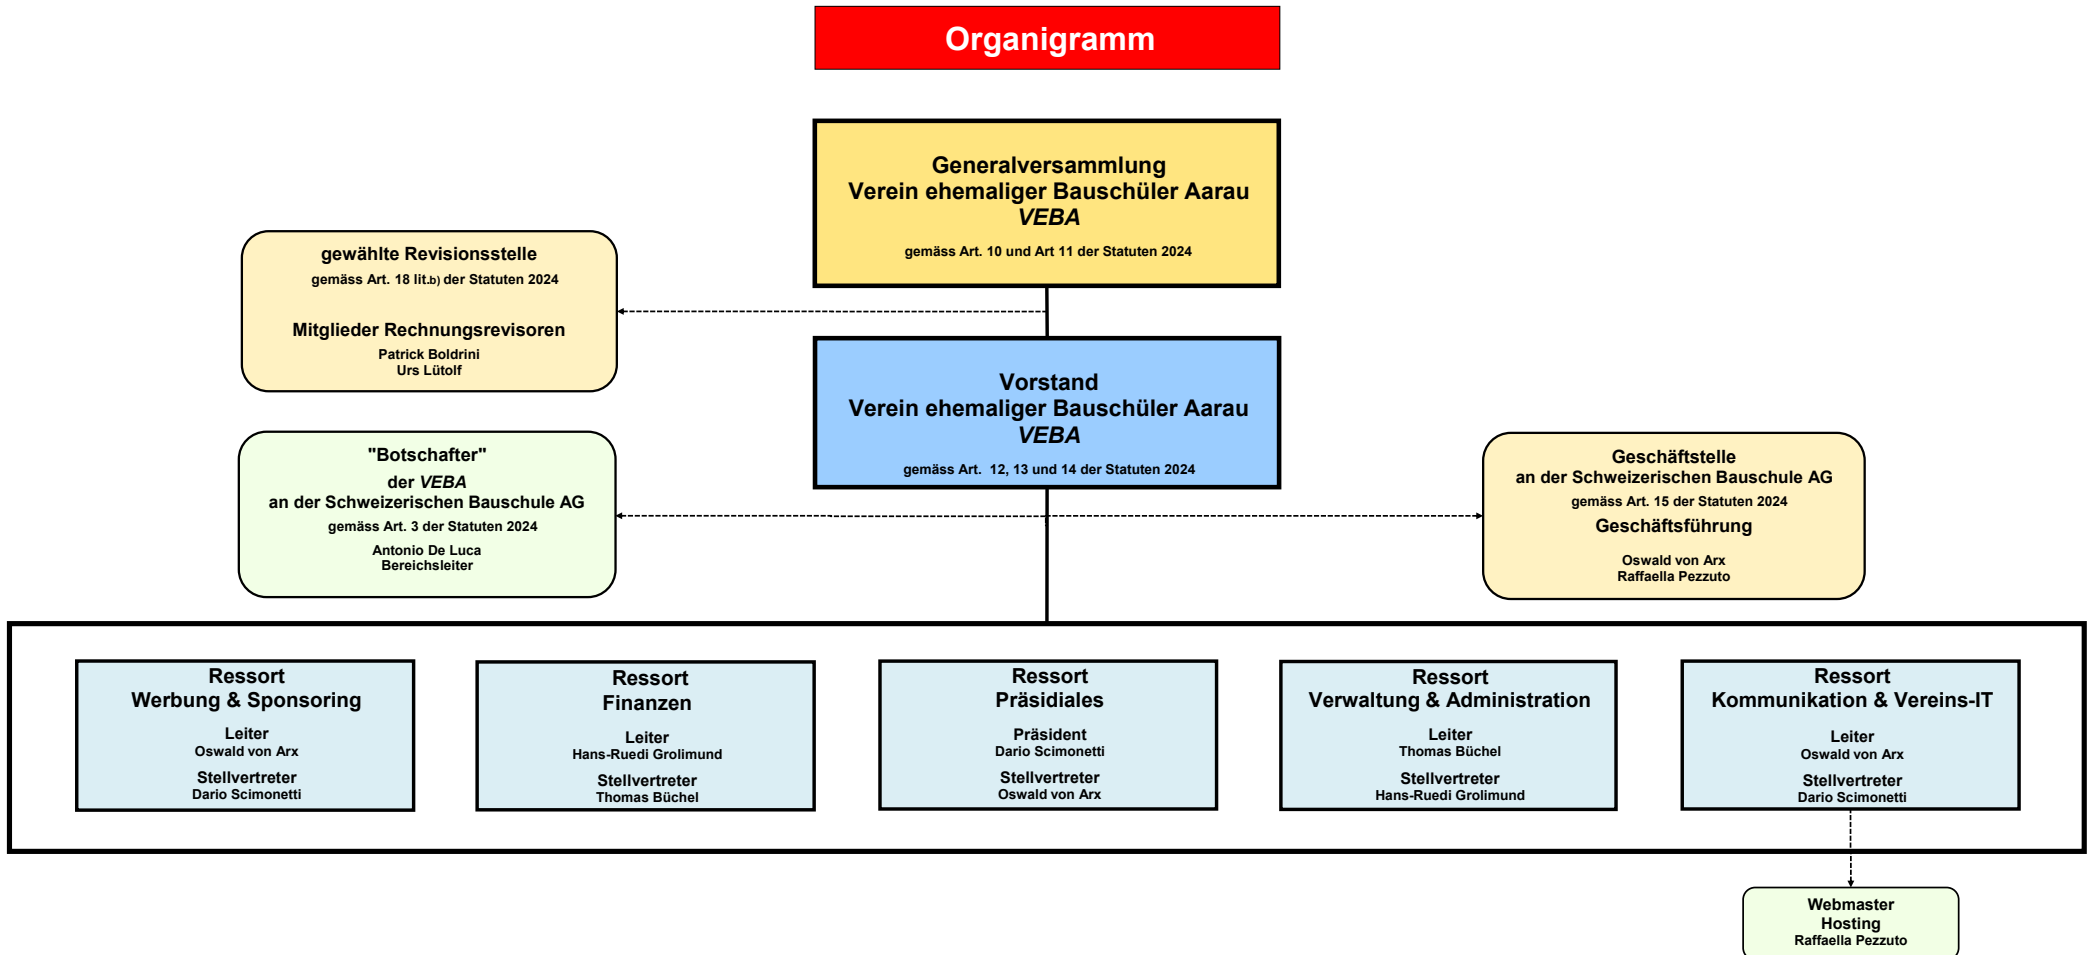 Organigramm
Generalversammlung
Verein ehemaliger Bauschüler Aarau
VEBA
gemäss Art. 10 und Art 11 der Statuten 2024
gewählte Revisionsstelle
gemäss Art. 18 lit.b) der Statuten 2024
Mitglieder Rechnungsrevisoren
Patrick Boldrini
Urs Lütolf
Vorstand
Verein ehemaliger Bauschüler Aarau
VEBA
gemäss Art.  12, 13 und 14 der Statuten 2024
"Botschafter"
der VEBA
an der Schweizerischen Bauschule AG
gemäss Art. 3 der Statuten 2024
Antonio De Luca
Bereichsleiter
Geschäftstelle
an der Schweizerischen Bauschule AG
gemäss Art. 15 der Statuten 2024
Geschäftsführung
Oswald von Arx
Raffaella Pezzuto
Ressort
Werbung & Sponsoring
Leiter
Oswald von Arx
Stellvertreter
Dario Scimonetti
Ressort
Finanzen
Leiter
Hans-Ruedi Grolimund
Stellvertreter
Thomas Büchel
Ressort
Präsidiales
Präsident
Dario Scimonetti
Stellvertreter
Oswald von Arx
Ressort
Verwaltung & Administration
Leiter
Thomas Büchel
Stellvertreter
Hans-Ruedi Grolimund
Ressort
Kommunikation & Vereins-IT
Leiter
Oswald von Arx
Stellvertreter
Dario Scimonetti
Webmaster
Hosting
Raffaella Pezzuto